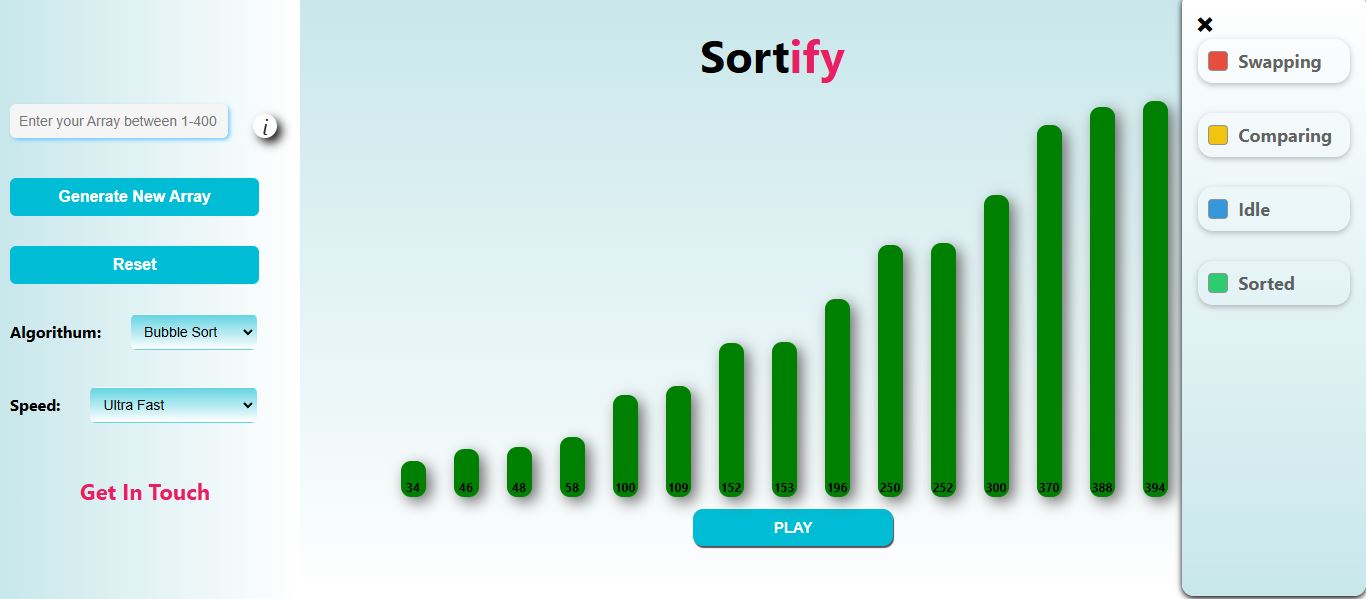 Sortify
Enter your Array between 1-400
i
Generate New Array
Reset
Algorithum:
Bubble Sort
Speed:
Ultra Fast
Get In Touch
34 46 48 58 100 109 152 153 196 250 252 300 370 388 394
PLAY
Swapping
Comparing
Idle
Sorted